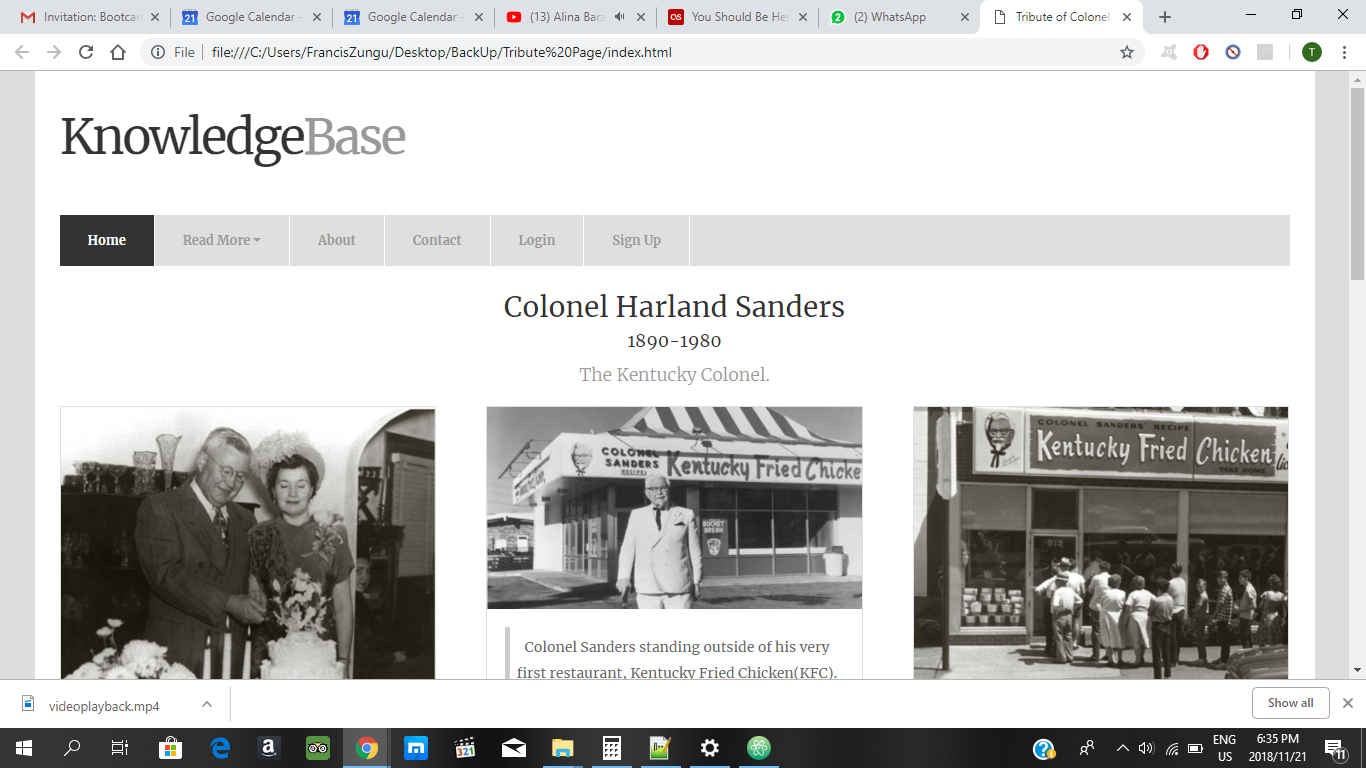 Invitation: Bootcan
Google Calendar -
Google Calendar -
(13) Alina Bara
You Should Be Her
(2) WhatsApp
Tribute of Colonel
File file:///C:/Users/FrancisZungu/Desktop/BackUp/Tribute%20Page/index.html
T
KnowledgeBase
Home Read More About Contact Login Sign Up
Colonel Harland Sanders
1890-1980
The Kentucky Colonel.
COLONEL SANDERS' RECIPE
Kentucky Fried Chicken
TAKE HOME
COLONEL SANDERS RECIPE
Kentucky Fried Chicke
BUCKET
Colonel Sanders standing outside of his very
first restaurant, Kentucky Fried Chicken(KFC).
videoplayback.mp4
Show all
ENG
US
6:35 PM
2018/11/21
11